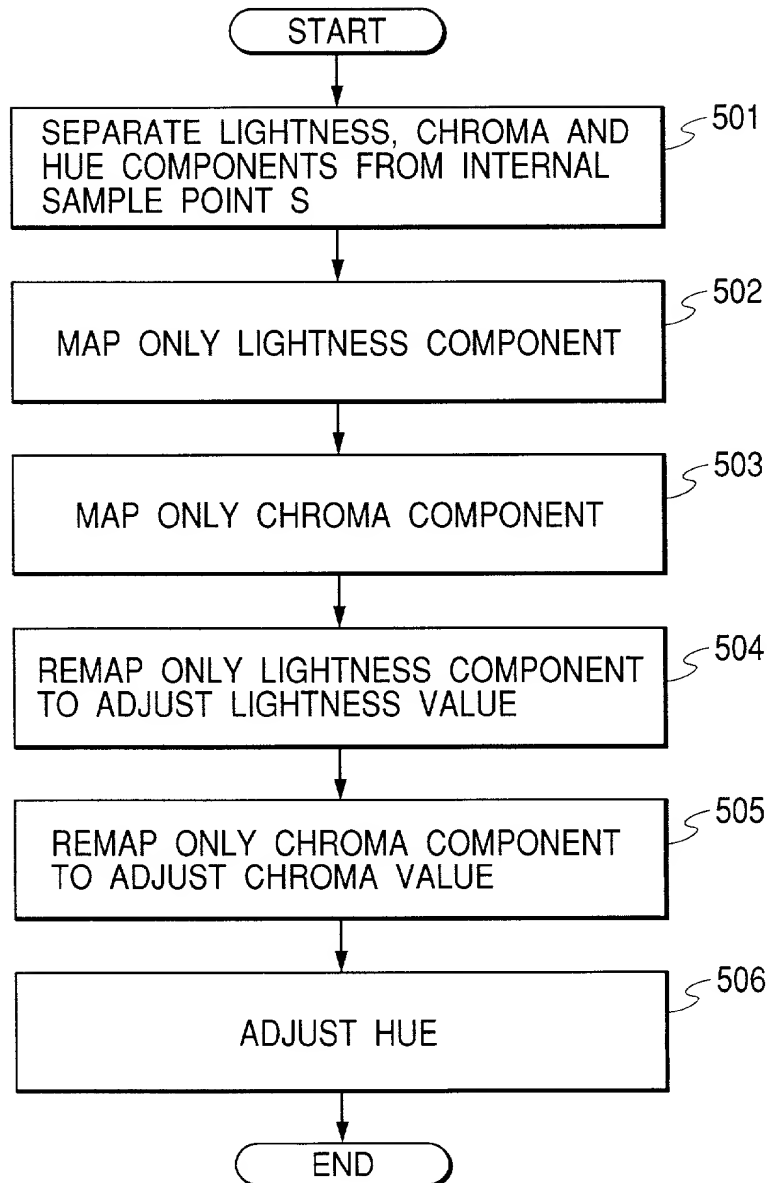 START
501
SEPARATE LIGHTNESS, CHROMA AND
HUE COMPONENTS FROM INTERNAL
SAMPLE POINT S
502
MAP ONLY LIGHTNESS COMPONENT
503
MAP ONLY CHROMA COMPONENT
504
REMAP ONLY LIGHTNESS COMPONENT
TO ADJUST LIGHTNESS VALUE
505
REMAP ONLY CHROMA COMPONENT
TO ADJUST CHROMA VALUE
506
ADJUST HUE
END